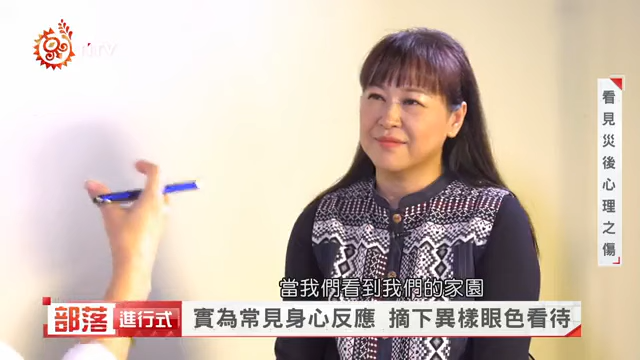 看見災後心理之傷
當我們看到我們的家園
部落 進行式 實為常見身心反應 摘下異樣眼色看待